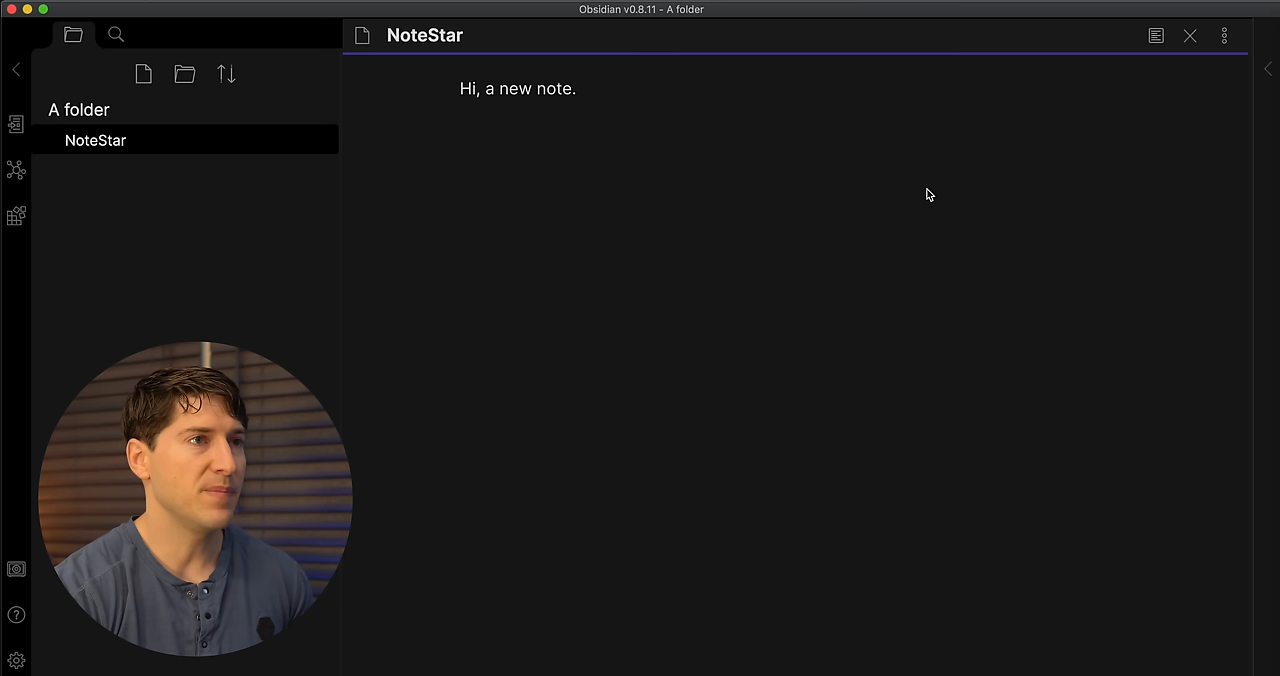 Obsidian v0.8.11 - A folder
NoteStar
Hi, a new note.
A folder
NoteStar